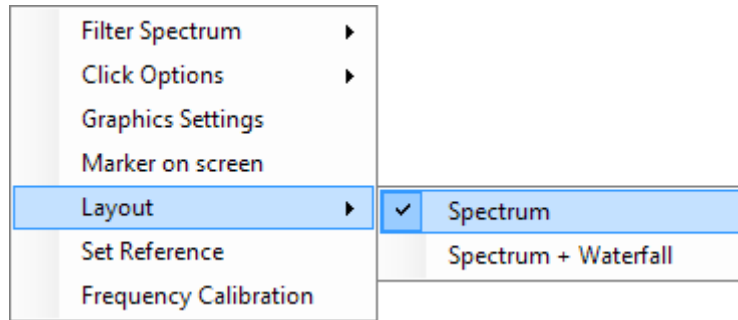 Filter Spectrum
Click Options
Graphics Settings
Marker on screen
Layout
Spectrum
Set Reference
Spectrum + Waterfall
Frequency Calibration